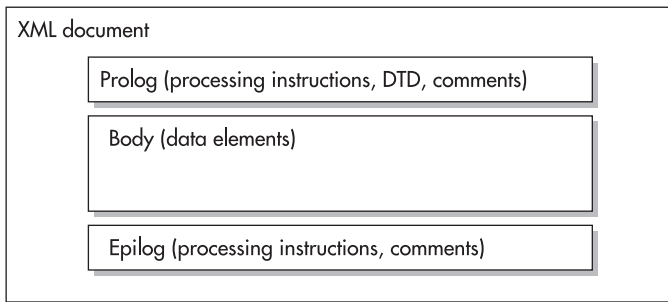 XML document
Prolog (processing instructions, DTD, comments)
Body (data elements)
Epilog (processing instructions, comments)